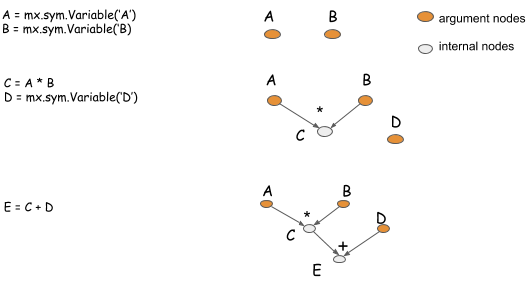 A = mx.sym.Variable('A')
B = mx.sym.Variable('B)
A B
argument nodes
internal nodes
C = A * B
D = mx.sym.Variable('D')
A B
*
C
D
E = C + D
A B
*
C
D
+
E